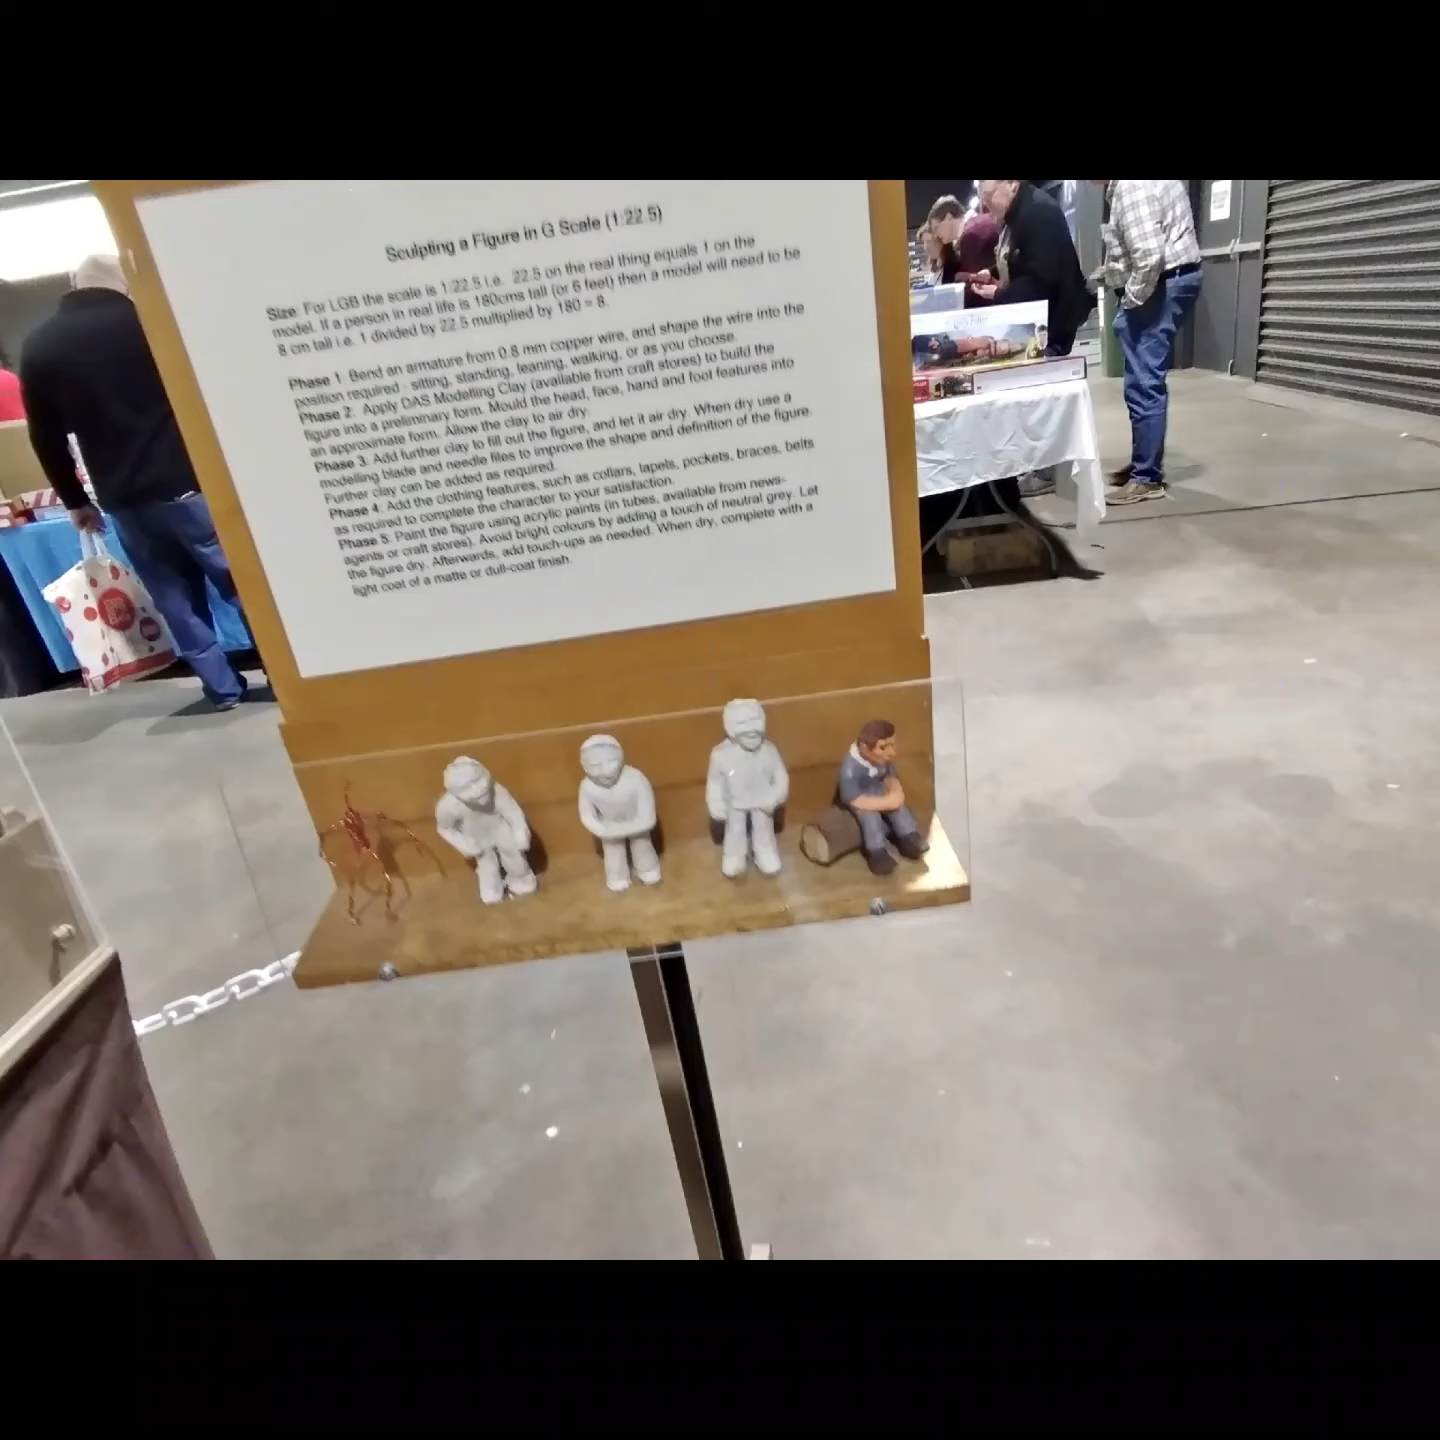 Sculpting a Figure in G Scale (1:22.5)
Size: For LGB the scale is 1:22.5 i.e. 22.5 on the real thing equals 1 on the
model. If a person in real life is 180cms tall (or 6 feet) then a model will need to be
8 cm tall i.e. 1 divided by 22.5 multiplied by 180 = 8.
Phase 1: Bend an armature from 0.8 mm copper wire, and shape the wire into the
position required - sitting, standing, leaning, walking, or as you choose.
Phase 2: Apply DAS Modelling Clay (available from craft stores) to build the
figure into a preliminary form. Mould the head, face, hand and foot features into
an approximate form. Allow the clay to air dry.
Phase 3: Add further clay to fill out the figure, and let it air dry. When dry use a
modelling blade and needle files to improve the shape and definition of the figure.
Further clay can be added as required.
Phase 4: Add the clothing features, such as collars, lapels, pockets, braces, belts
as required to complete the character to your satisfaction.
Phase 5: Paint the figure using acrylic paints (in tubes, available from news-
agents or craft stores). Avoid bright colours by adding a touch of neutral grey. Let
the figure dry. Afterwards, add touch-ups as needed. When dry, complete with a
light coat of a matte or dull-coat finish.